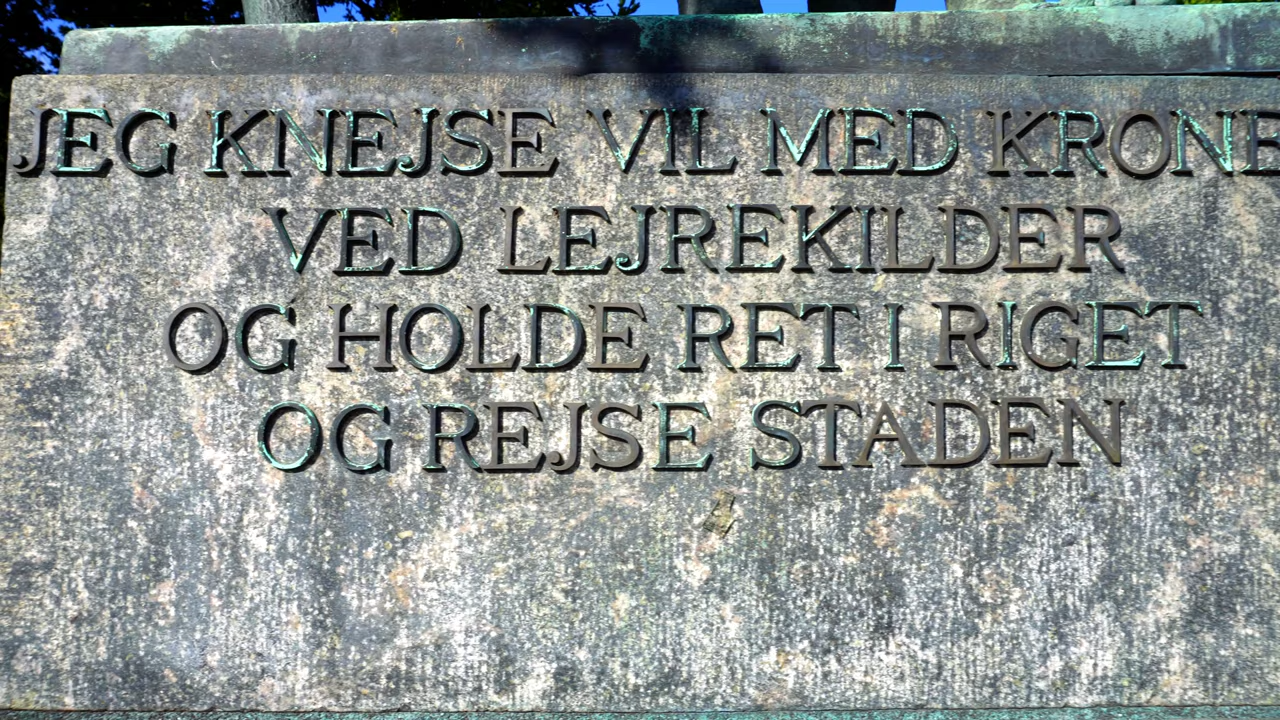 JEG KNEJSE VIL MED KRONE
VED LEJREKILDER
OG HOLDE RET I RIGET
OG REJSE STADEN